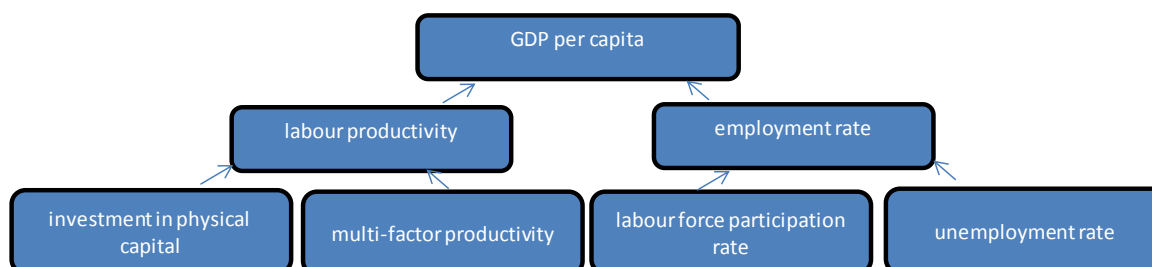 GDP per capita
labour productivity
employment rate
investment in physical
capital
multi-factor productivity
labour force participation
rate
unemployment rate